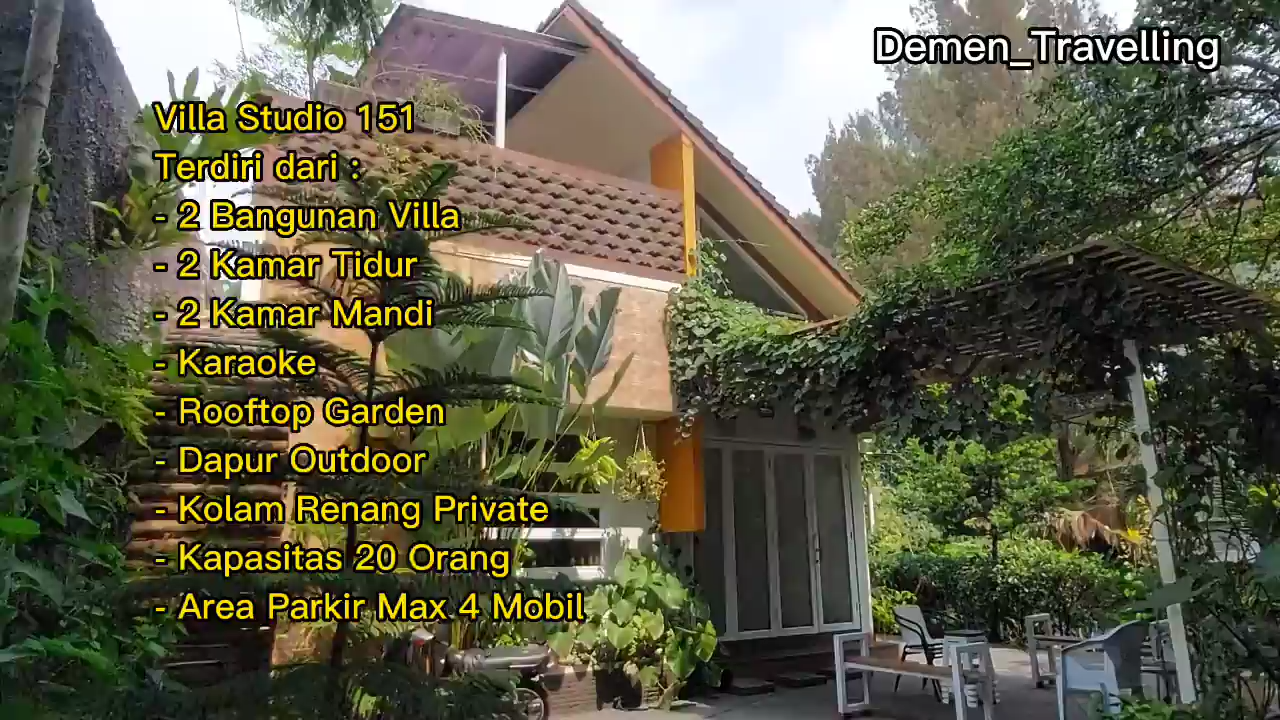 Demen_Travelling
Villa Studio 151
Terdiri dari :
- 2 Bangunan Villa
- 2 Kamar Tidur
- 2 Kamar Mandi
- Karaoke
- Rooftop Garden
- Dapur Outdoor
- Kolam Renang Private
- Kapasitas 20 Orang
- Area Parkir Max 4 Mobil